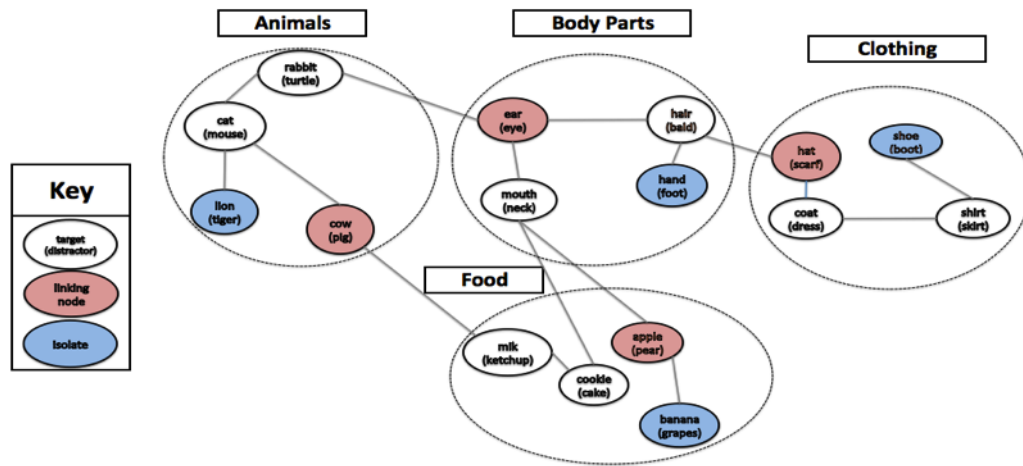 Animals
Body Parts
Clothing
rabbit
(turtle)
cat
(mouse)
lion
(tiger)
cow
(pig)
ear
(eye)
hair
(bald)
mouth
(neck)
hand
(foot)
hat
(scarf)
shoe
(boot)
coat
(dress)
shirt
(skirt)
Key
target
(distractor)
linking
node
isolate
Food
milk
(ketchup)
cookie
(cake)
apple
(pear)
banana
(grapes)